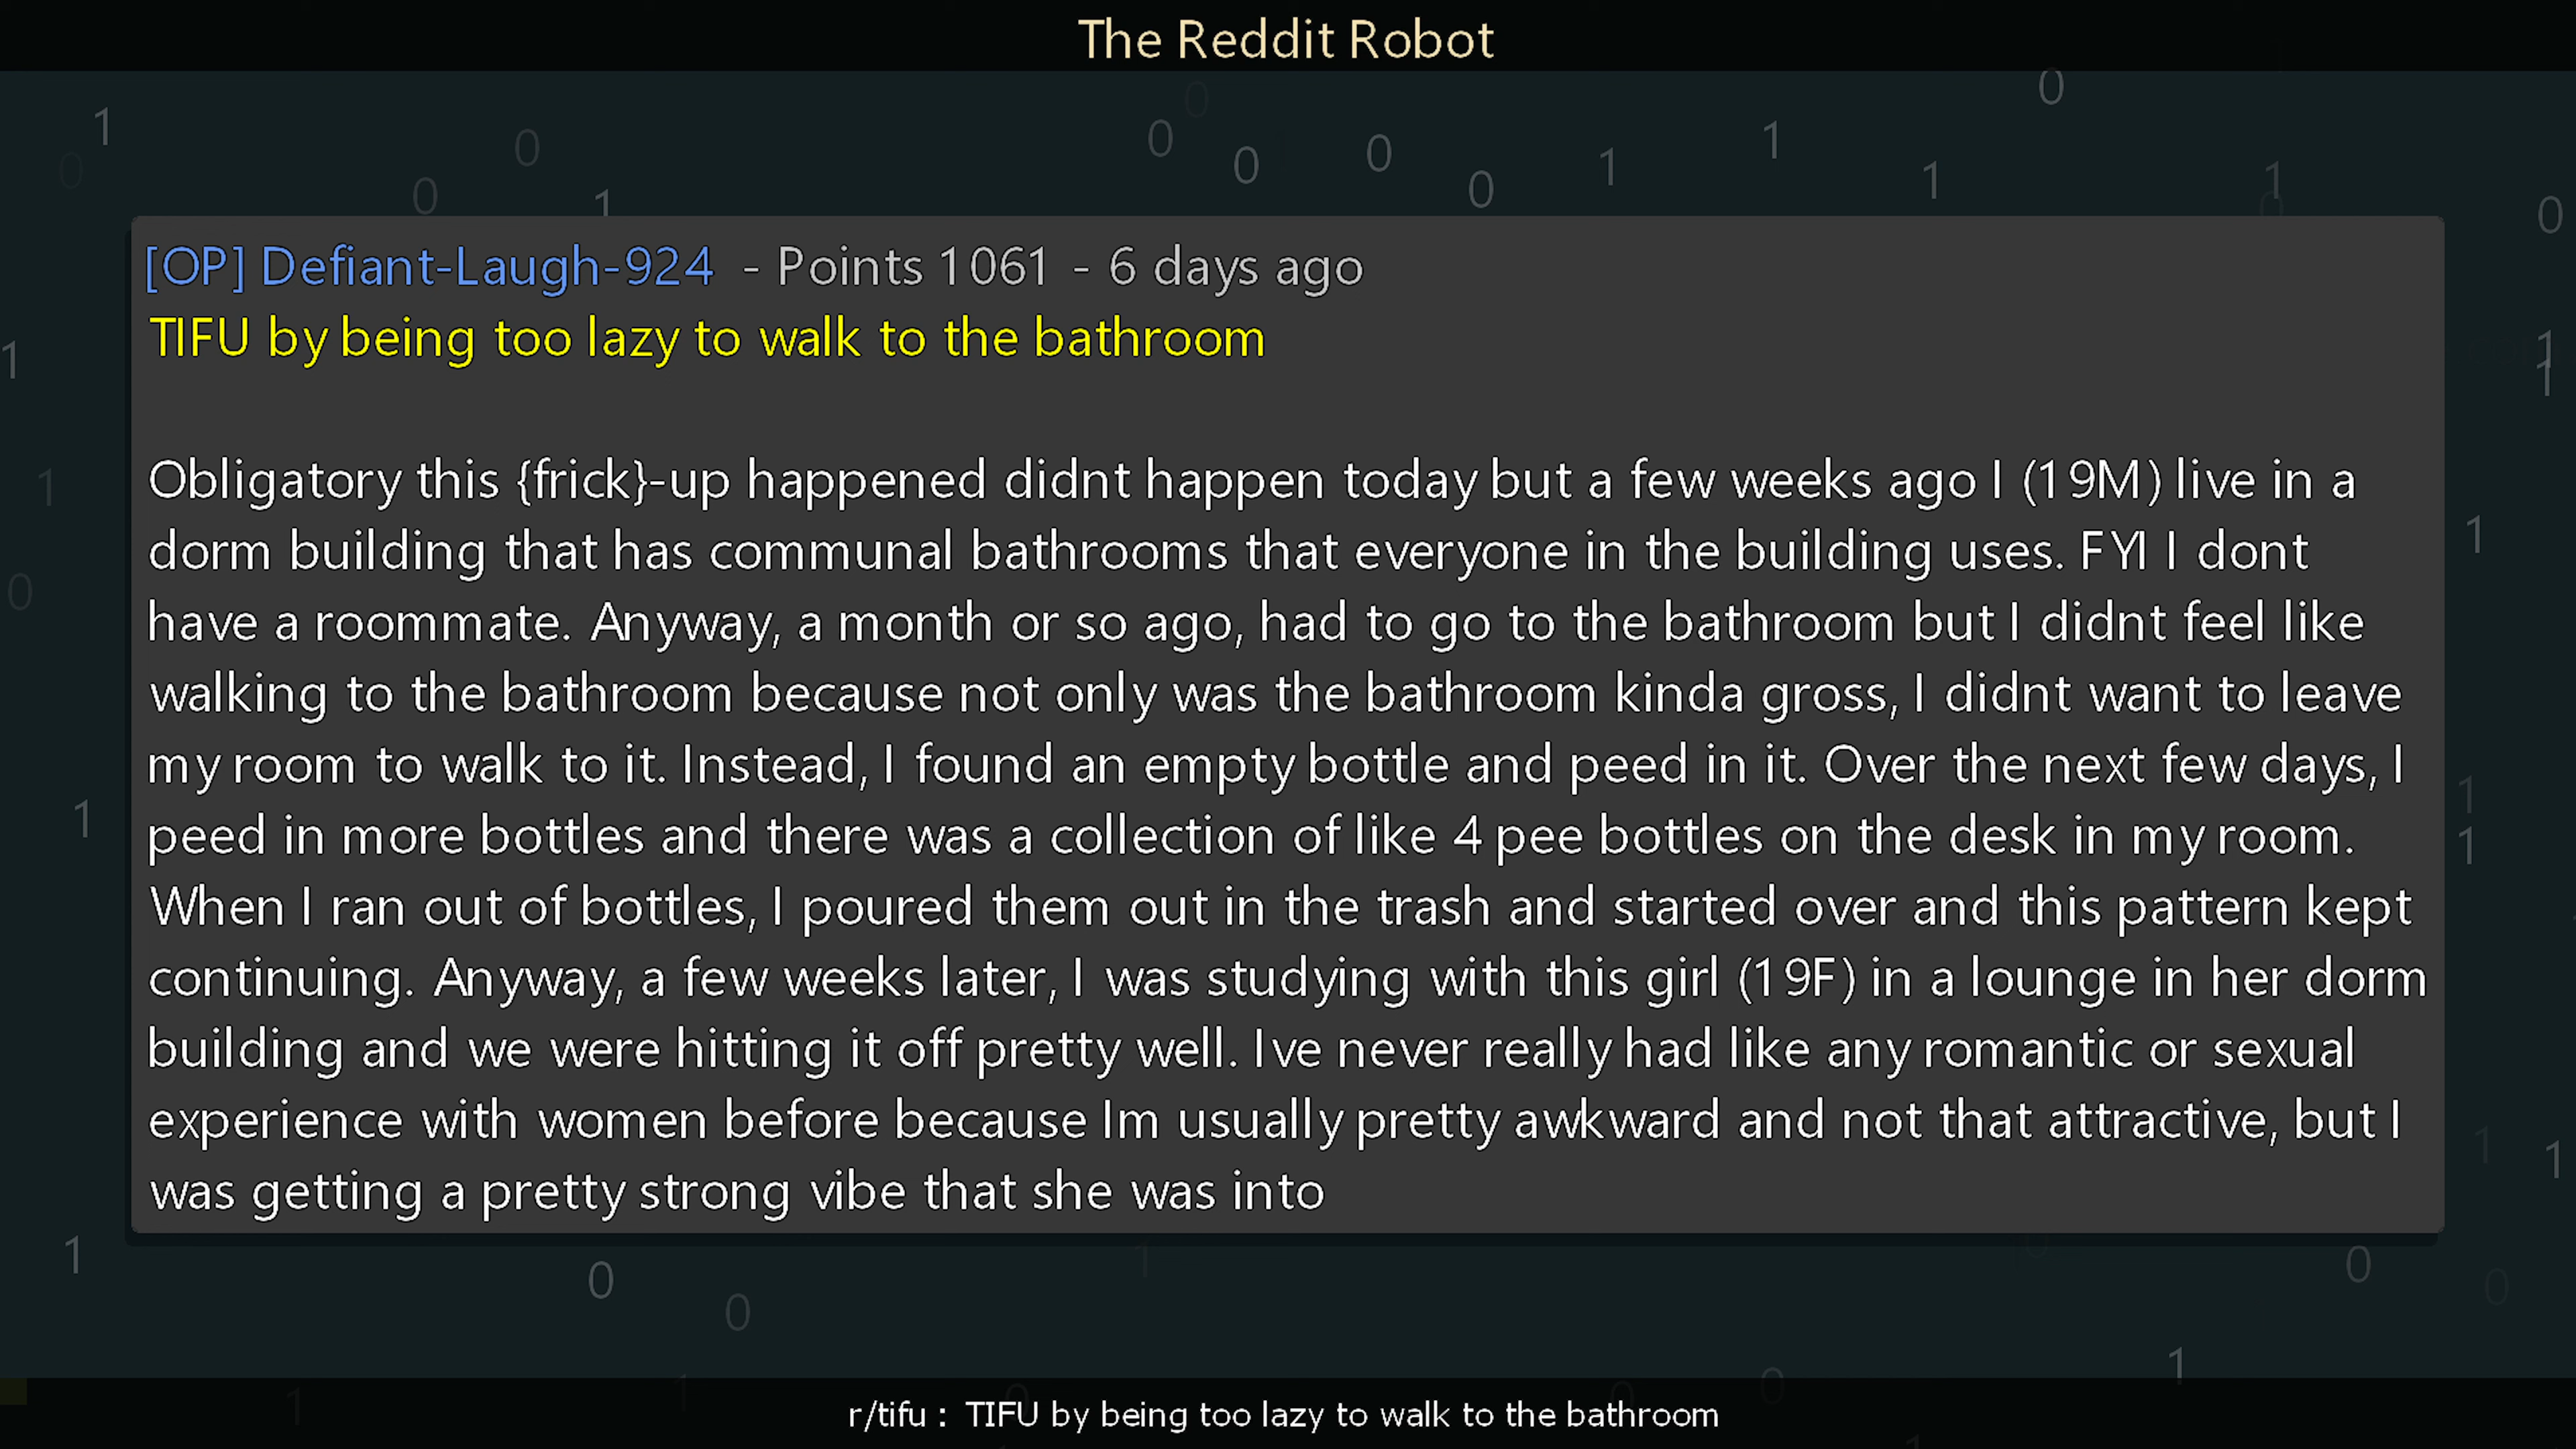 The Reddit Robot
[OP] Defiant-Laugh-924 - Points 1061 - 6 days ago
TIFU by being too lazy to walk to the bathroom
Obligatory this {frick}-up happened didnt happen today but a few weeks ago I (19M) live in a
dorm building that has communal bathrooms that everyone in the building uses. FYI I dont
have a roommate. Anyway, a month or so ago, had to go to the bathroom but I didnt feel like
walking to the bathroom because not only was the bathroom kinda gross, I didnt want to leave
my room to walk to it. Instead, I found an empty bottle and peed in it. Over the next few days, I
peed in more bottles and there was a collection of like 4 pee bottles on the desk in my room.
When I ran out of bottles, I poured them out in the trash and started over and this pattern kept
continuing. Anyway, a few weeks later, I was studying with this girl (19F) in a lounge in her dorm
building and we were hitting it off pretty well. Ive never really had like any romantic or sexual
experience with women before because Im usually pretty awkward and not that attractive, but I
was getting a pretty strong vibe that she was into
r/tifu : TIFU by being too lazy to walk to the bathroom